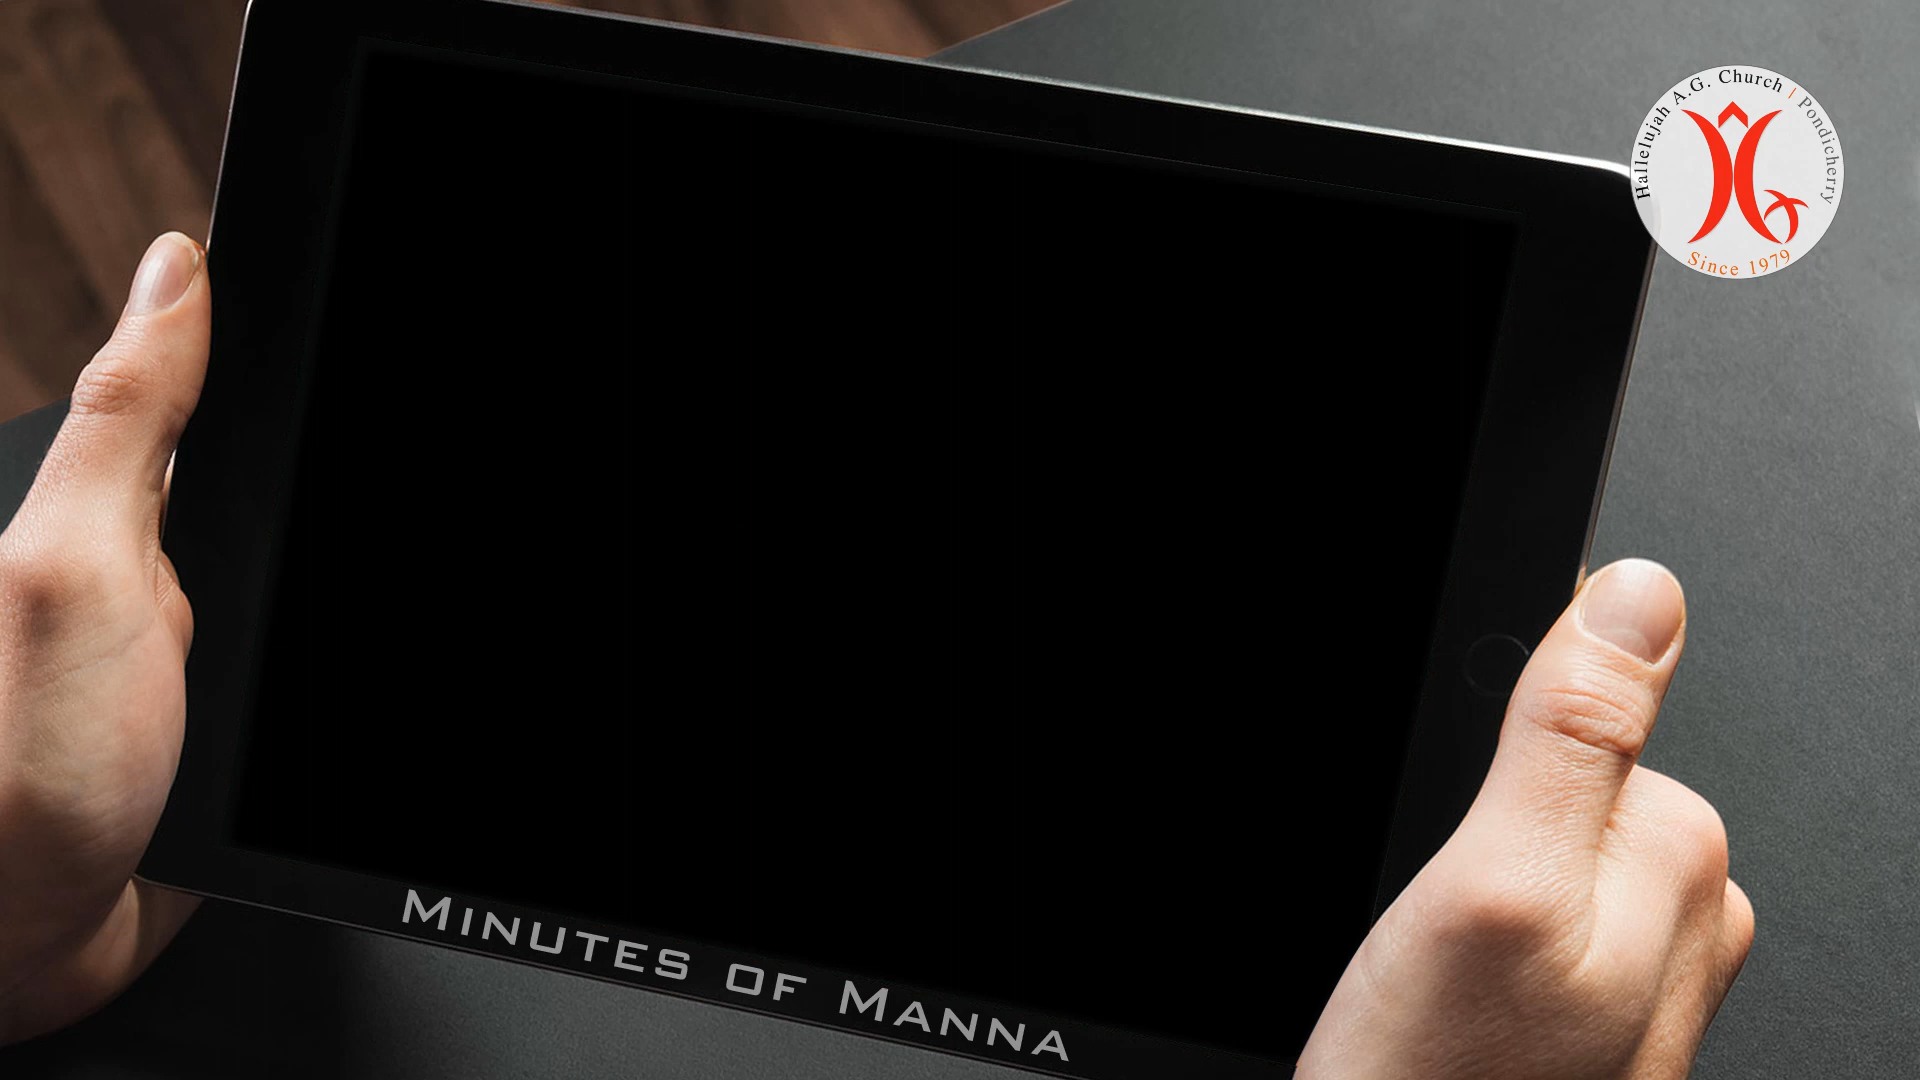 Hallelujah A.G. Church | Pondicherry
Since 1979
Minutes of Manna